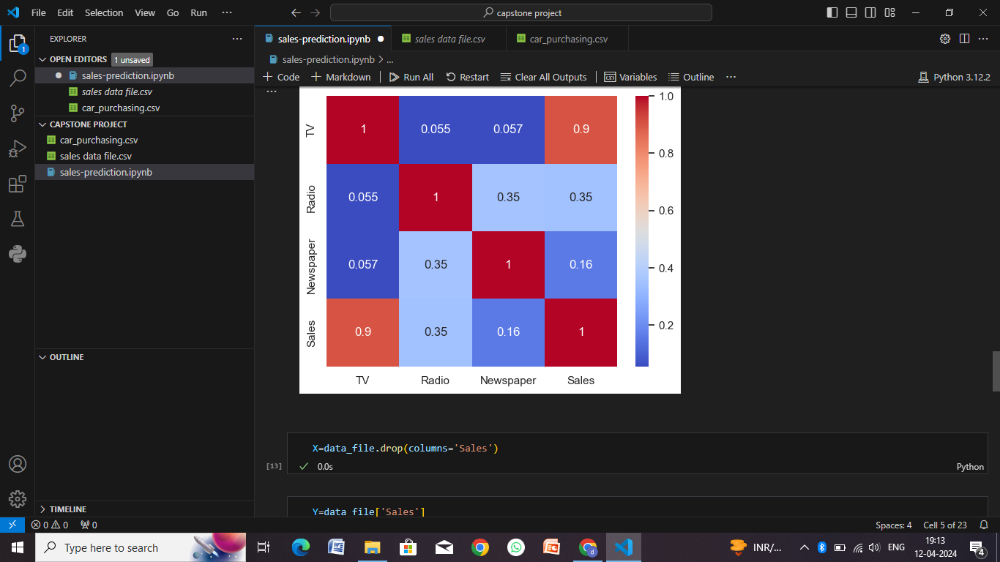 File Edit Selection View Go Run ··· capstone project
EXPLORER ···
OPEN EDITORS 1 unsaved
sales-prediction.ipynb
sales data file.csv
car_purchasing.csv
CAPSTONE PROJECT
car_purchasing.csv
sales data file.csv
sales-prediction.ipynb
OUTLINE
TIMELINE
1
sales-prediction.ipynb sales data file.csv car_purchasing.csv ···
sales-prediction.ipynb > ...
+ Code + Markdown Run All Restart Clear All Outputs Variables Outline ··· Python 3.12.2
···
TV 1 0.055 0.057 0.9
Radio 0.055 1 0.35 0.35
Newspaper 0.057 0.35 1 0.16
Sales 0.9 0.35 0.16 1
TV Radio Newspaper Sales
1.0
0.8
0.6
0.4
0.2
X=data_file.drop(columns='Sales')
[13] 0.0s Python
Y=data_file['Sales']
0 0 0 Spaces: 4 Cell 5 of 23
Type here to search INR/... ENG 19:13
12-04-2024 4